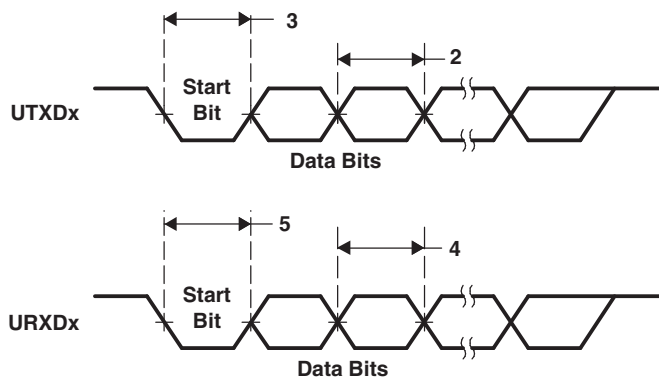 3
2
Start
Bit
UTXDx
Data Bits
5
4
Start
Bit
URXDx
Data Bits